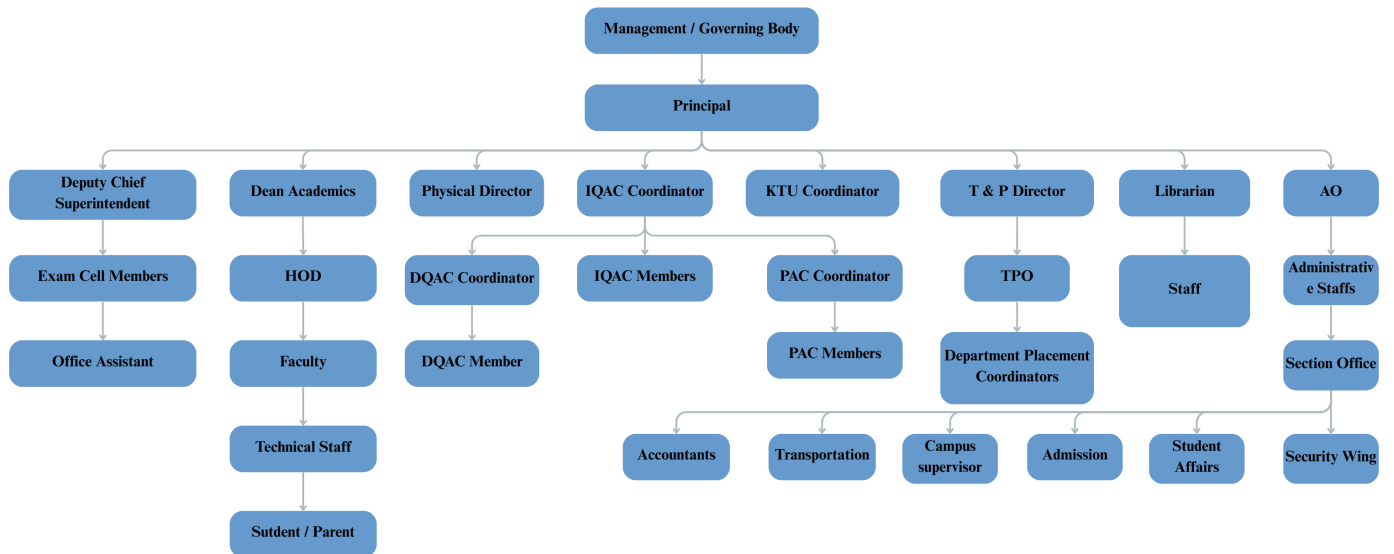 Management / Governing Body
Principal
Deputy Chief
Superintendent
Dean Academics
Physical Director
IQAC Coordinator
KTU Coordinator
T & P Director
Librarian
AO
Exam Cell Members
HOD
DQAC Coordinator
IQAC Members
PAC Coordinator
TPO
Staff
Administrativ
e Staffs
Office Assistant
Faculty
DQAC Member
PAC Members
Department Placement
Coordinators
Section Office
Technical Staff
Accountants
Transportation
Campus
supervisor
Admission
Student
Affairs
Security Wing
Sutdent / Parent